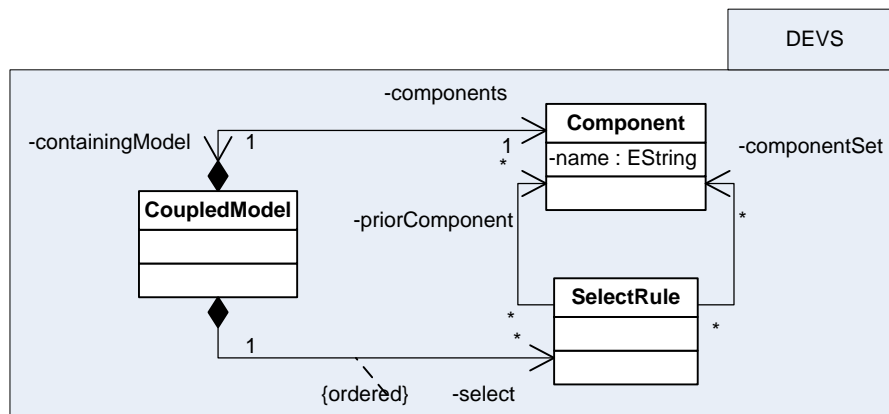 DEVS
-components
Component
-containingModel
1
1
*
-name : EString
-componentSet
CoupledModel
-priorComponent
*
SelectRule
*
*
*
1
{ordered}
-select